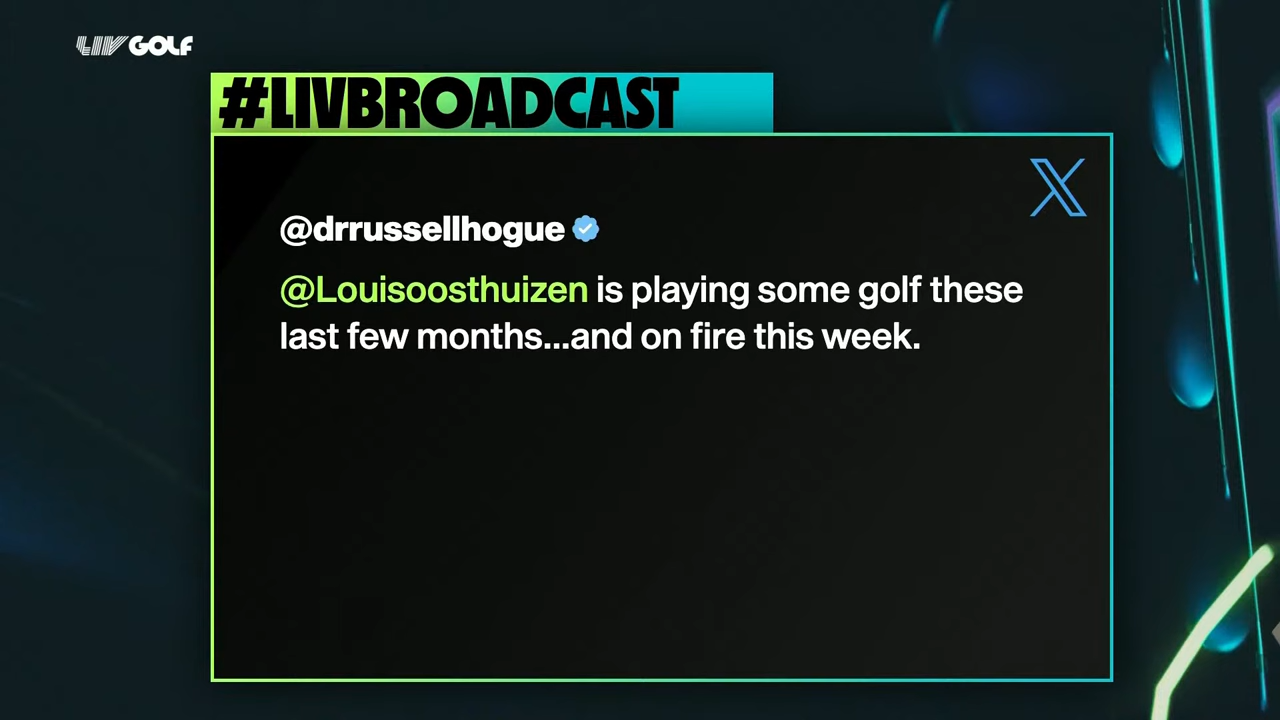 LIV GOLF
#LIVBROADCAST
@drrussellhogue
@Louisoosthuizen is playing some golf these
last few months...and on fire this week.